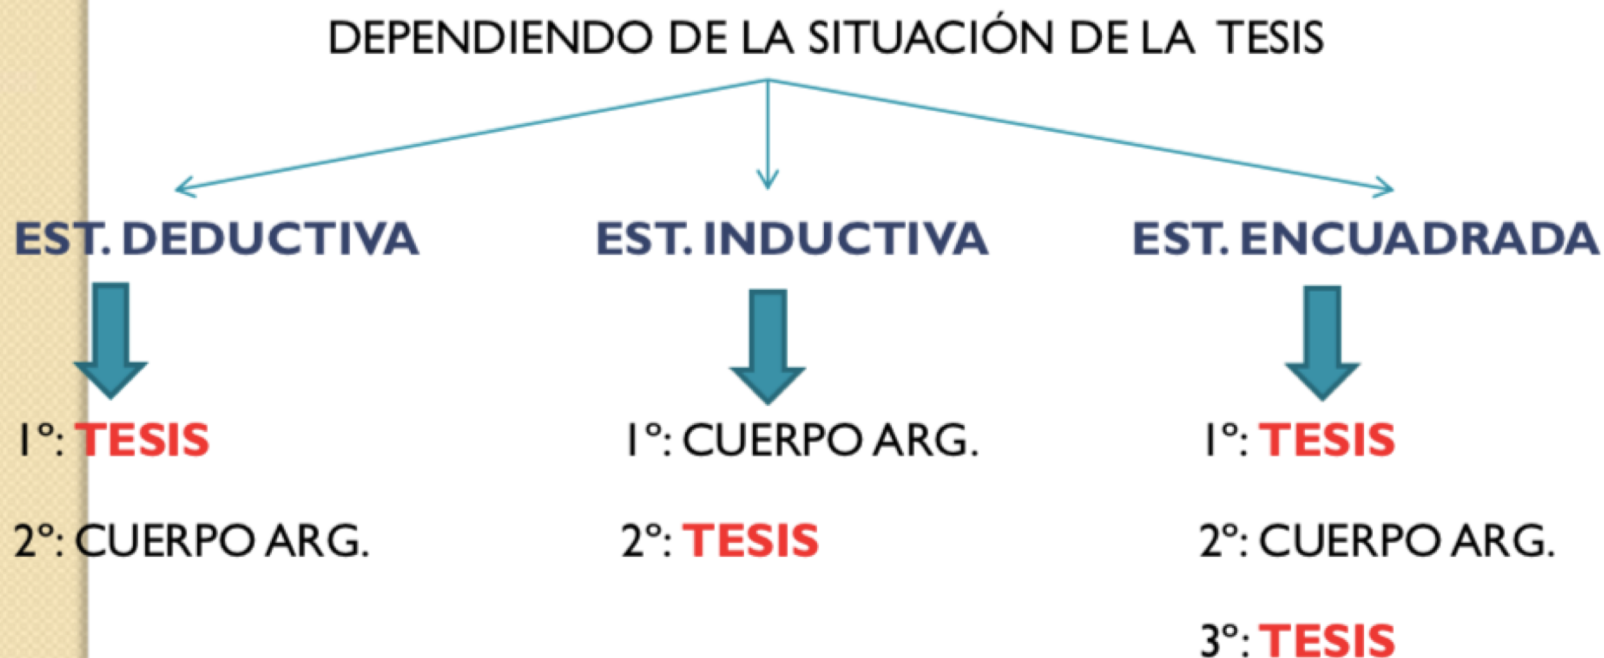 DEPENDIENDO DE LA SITUACIÓN DE LA TESIS
EST. DEDUCTIVA
1º: TESIS
2º: CUERPO ARG.
EST. INDUCTIVA
1º: CUERPO ARG.
2º: TESIS
EST. ENCUADRADA
1º: TESIS
2º: CUERPO ARG.
3º: TESIS